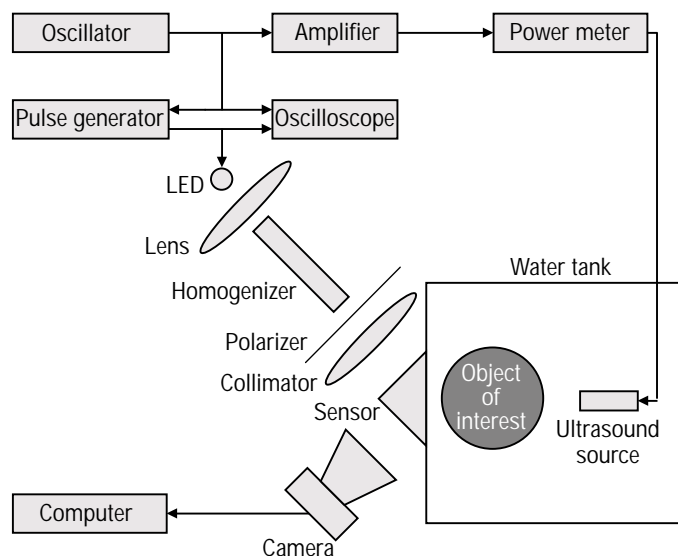 Oscillator
Amplifier
Power meter
Pulse generator
Oscilloscope
LED
Lens
Homogenizer
Water tank
Polarizer
Collimator
Sensor
Object
of
interest
Ultrasound
source
Computer
Camera